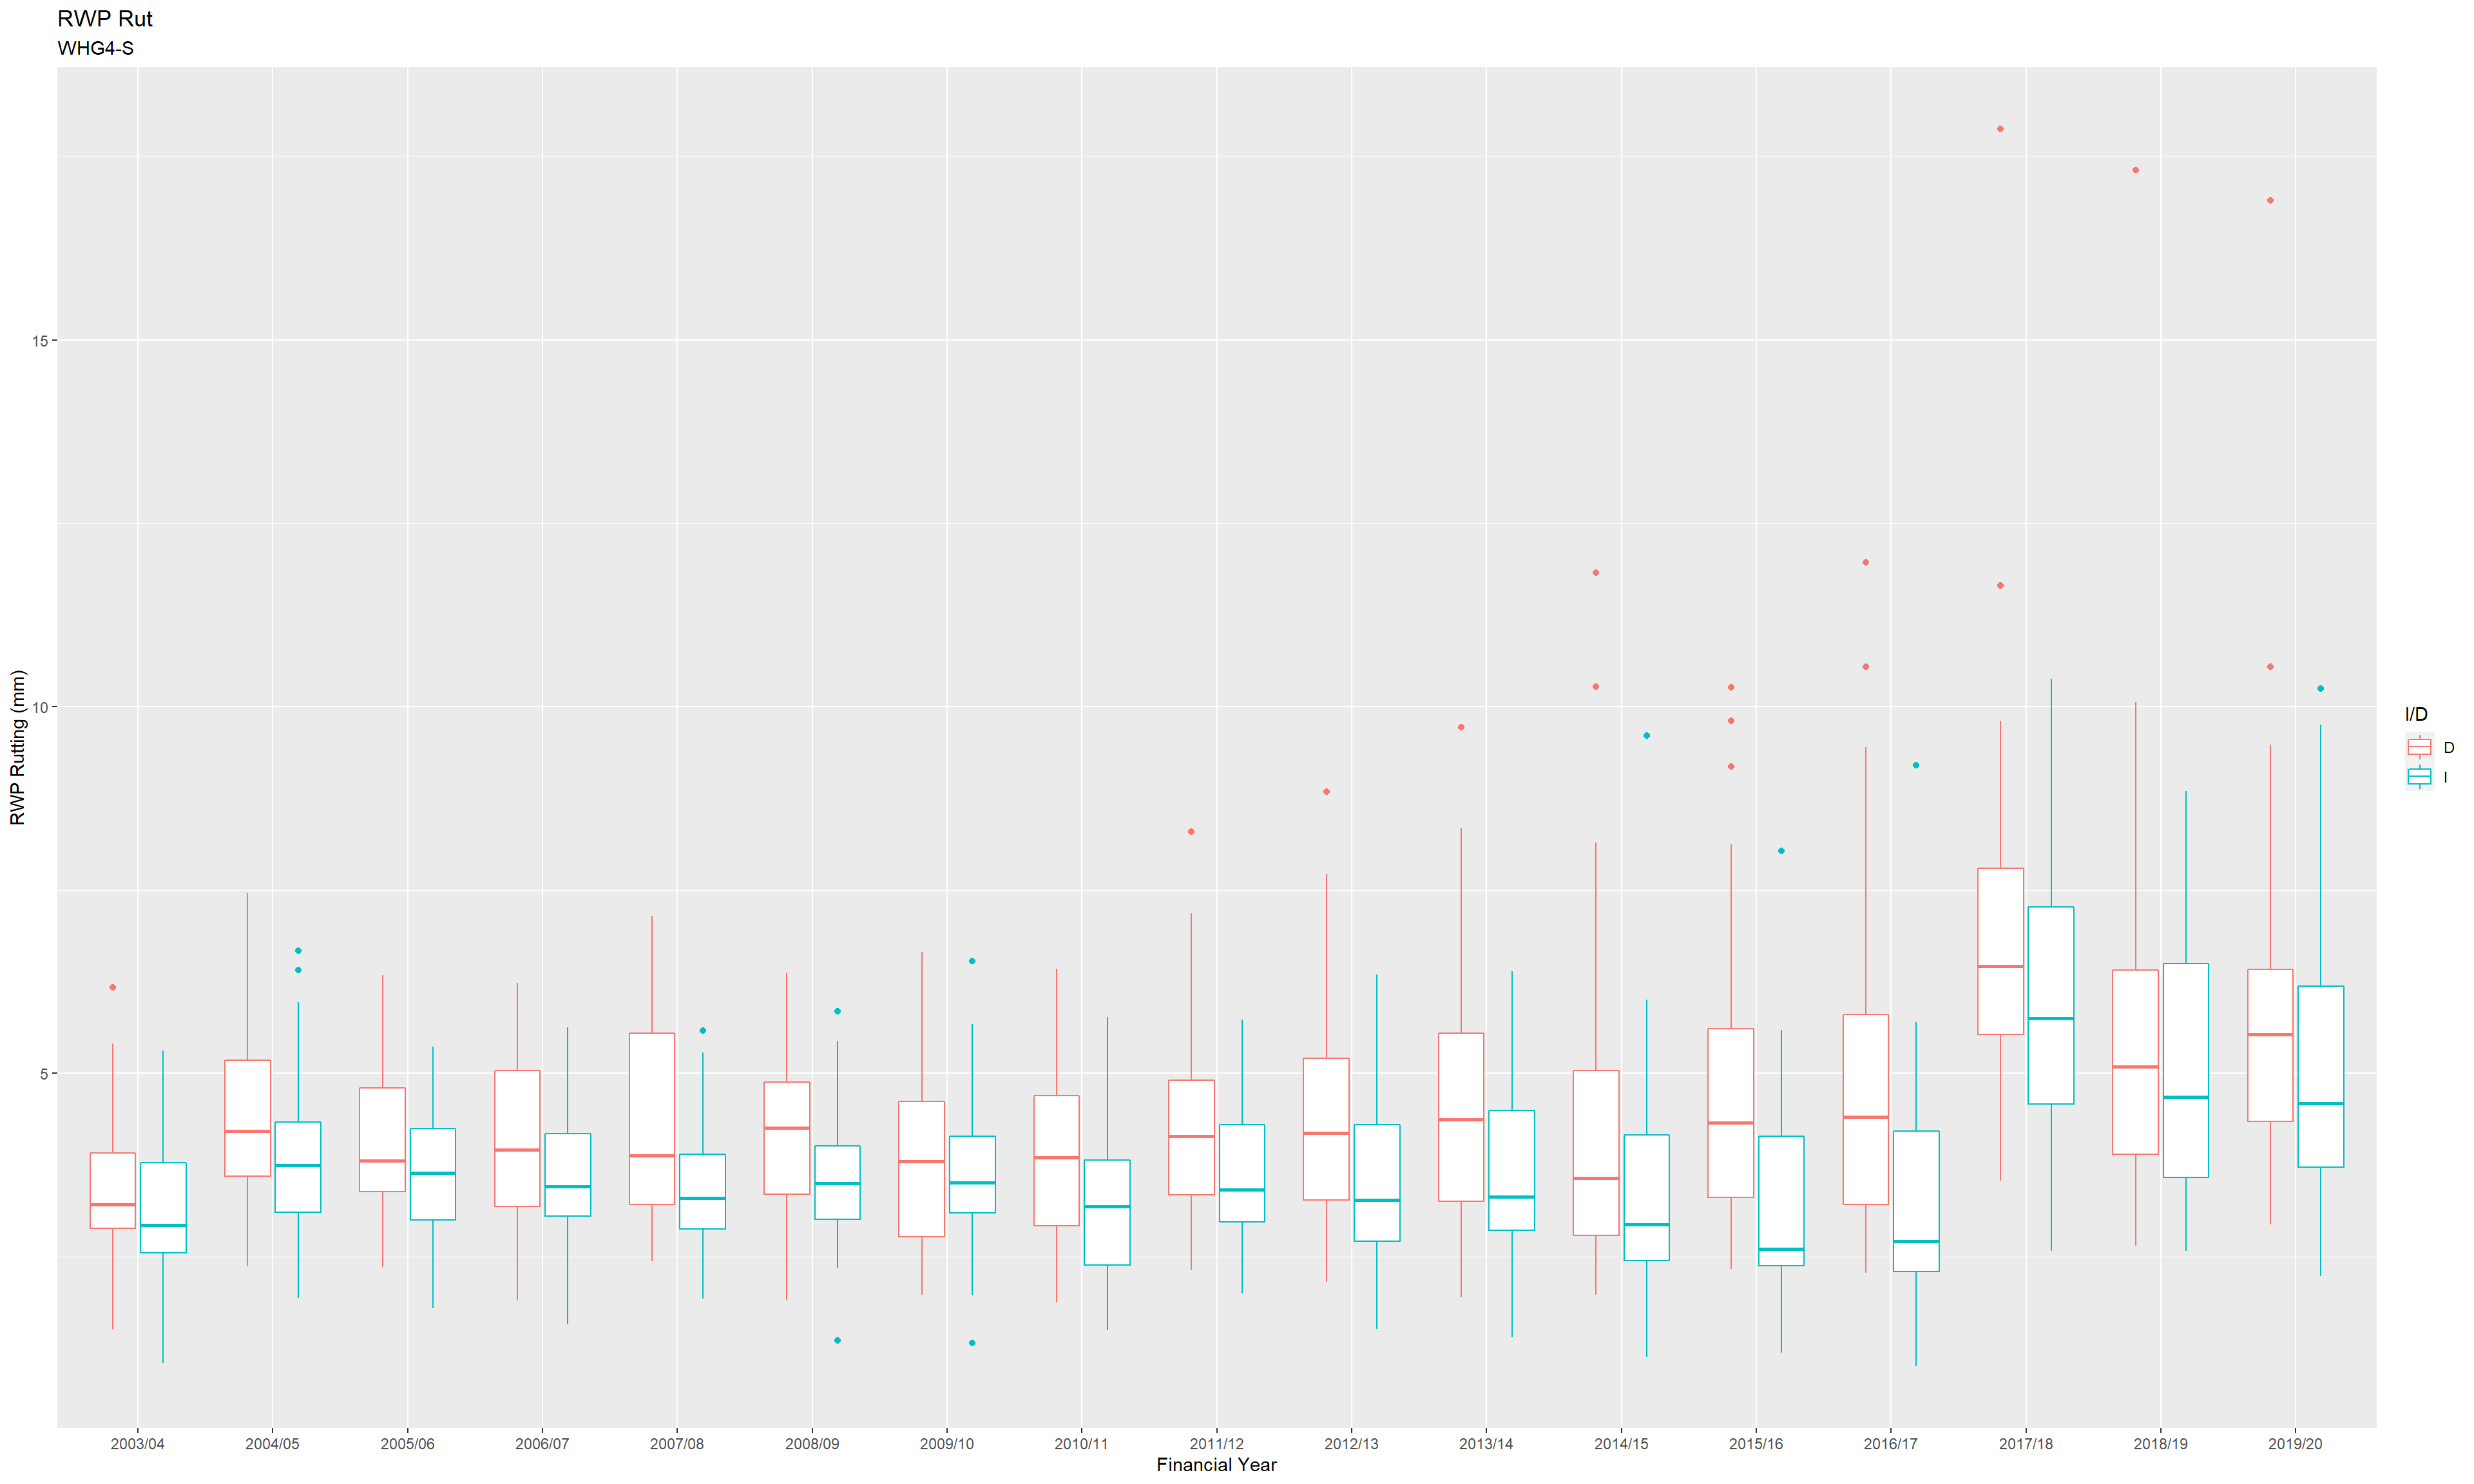 RWP Rut
WHG4-S
RWP Rutting (mm)
15
10
5
2003/04 2004/05 2005/06 2006/07 2007/08 2008/09 2009/10 2010/11 2011/12 2012/13 2013/14 2014/15 2015/16 2016/17 2017/18 2018/19 2019/20
Financial Year
I/D
D
I